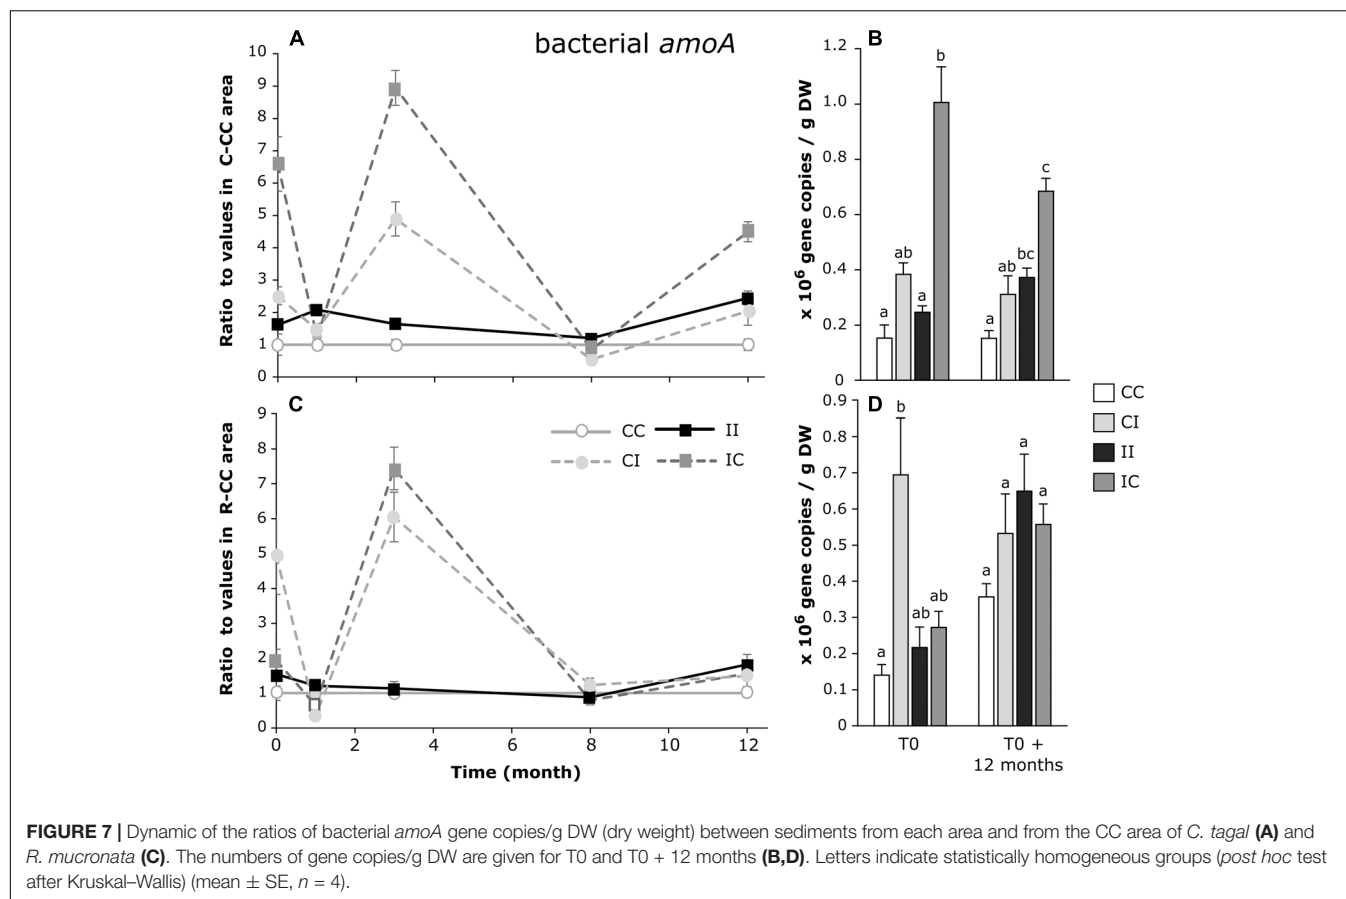 A
bacterial amoA
B
Ratio to values in C-CC area
10
9
8
7
6
5
4
3
2
1
0
x 10⁶ gene copies / g DW
1.2
1.0
0.8
0.6
0.4
0.2
0
a
ab
a
b
a
ab
bc
c
C
Ratio to values in R-CC area
9
8
7
6
5
4
3
2
1
0
CC
II
CI
IC
0
2
4
6
8
10
12
Time (month)
D
x 10⁶ gene copies / g DW
0.9
0.8
0.7
0.6
0.5
0.4
0.3
0.2
0.1
0
a
b
ab
ab
a
a
a
a
T0
T0 +
12 months
CC
CI
II
IC
FIGURE 7 | Dynamic of the ratios of bacterial amoA gene copies/g DW (dry weight) between sediments from each area and from the CC area of C. tagal (A) and
R. mucronata (C). The numbers of gene copies/g DW are given for T0 and T0 + 12 months (B,D). Letters indicate statistically homogeneous groups (post hoc test
after Kruskal–Wallis) (mean ± SE, n = 4).